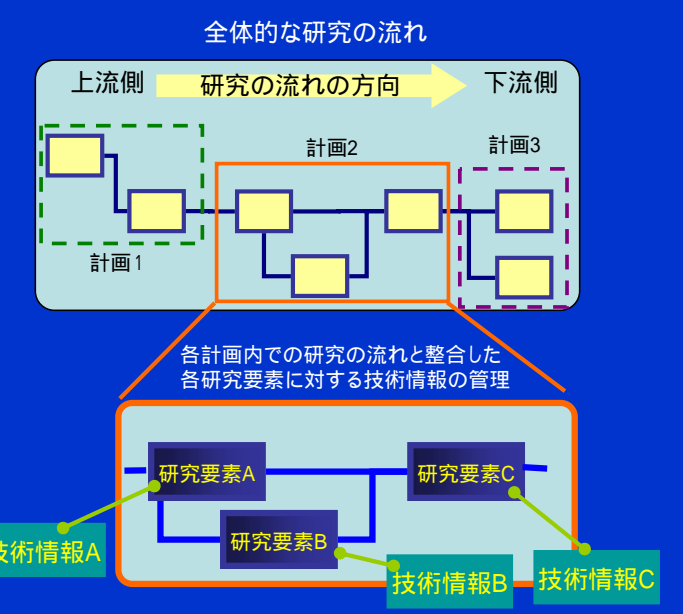 全体的な研究の流れ
上流側
研究の流れの方向
下流側
計画1
計画2
計画3
各計画内での研究の流れと整合した
各研究要素に対する技術情報の管理
研究要素A
研究要素B
研究要素C
技術情報A
技術情報B
技術情報C